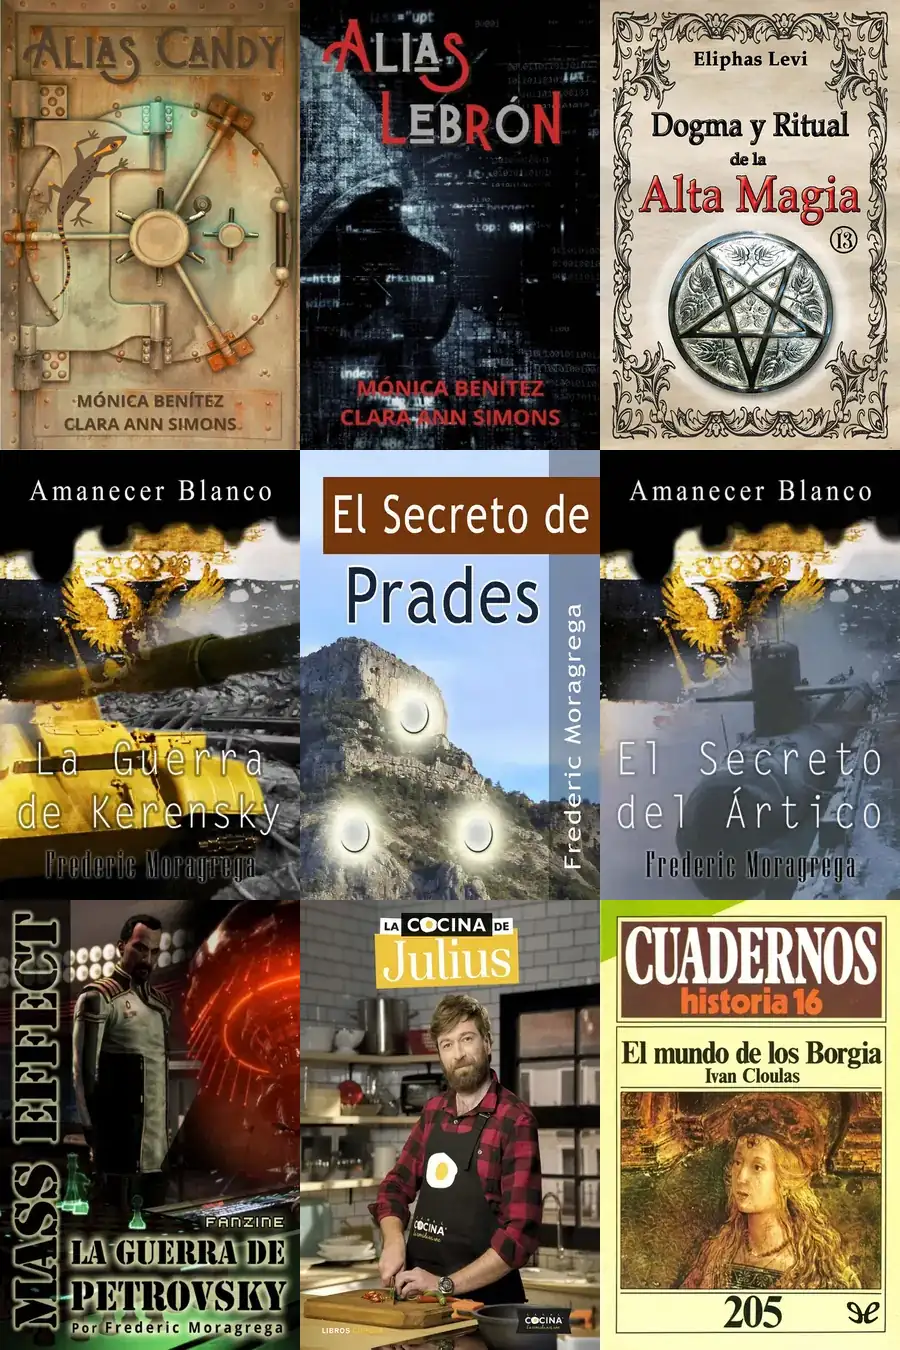 ALIAS CANDY
MÓNICA BENÍTEZ
CLARA ANN SIMONS
ALIAS
LEBRÓN
MÓNICA BENÍTEZ
CLARA ANN SIMONS
Eliphas Levi
Dogma y Ritual
de la
Alta Magia
13
Amanecer Blanco
La Guerra
de Kerensky
Frederic Moragrega
El Secreto de
Prades
Frederic Moragrega
Amanecer Blanco
El Secreto
del Ártico
Frederic Moragrega
MASS EFFECT
FANZINE
LA GUERRA DE
PETROVSKY
Por Frederic Moragrega
LA COCINA DE
Julius
COCINA
LIBROS
COCINA
CUADERNOS
historia 16
El mundo de los Borgia
Ivan Cloulas
205